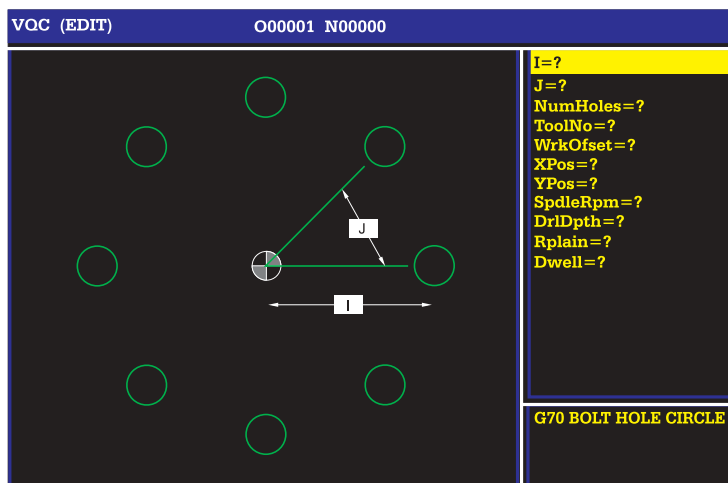 VQC (EDIT) O00001 N00000
I=?
J=?
NumHoles=?
ToolNo=?
WrkOfset=?
XPos=?
YPos=?
SpdleRpm=?
DrlDpth=?
Rplain=?
Dwell=?
J
I
G70 BOLT HOLE CIRCLE